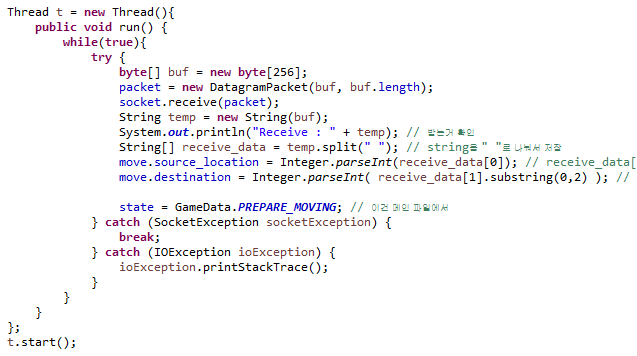 Thread t = new Thread(){
    public void run() {
        while(true){
            try {
                byte[] buf = new byte[256];
                packet = new DatagramPacket(buf, buf.length);
                socket.receive(packet);
                String temp = new String(buf);
                System.out.println("Receive : " + temp); // 받는거 확인
                String[] receive_data = temp.split(" "); // string을 " "로 나눠서 저장
                move.source_location = Integer.parseInt(receive_data[0]); // receive_data[
                move.destination = Integer.parseInt( receive_data[1].substring(0,2) ); //
                state = GameData.PREPARE_MOVING; // 이건 메인 파일에서
            } catch (SocketException socketException) {
                break;
            } catch (IOException ioException) {
                ioException.printStackTrace();
            }
        }
    }
};
t.start();